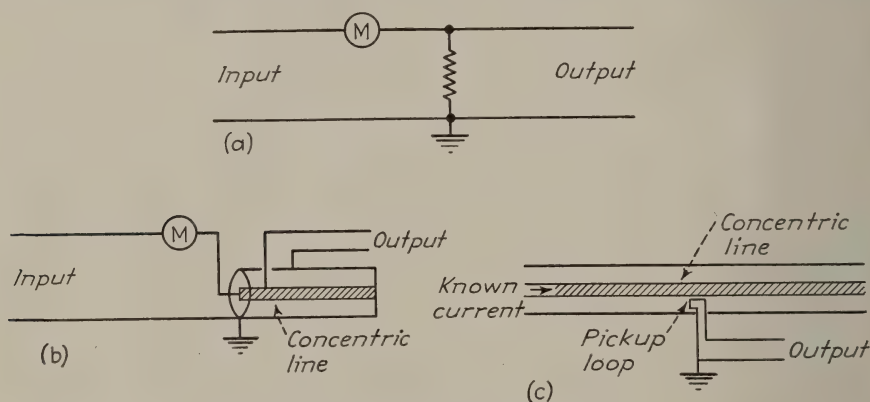 M
Input
Output
(a)
M
Output
Input
Concentric
line
(b)
Concentric
line
Known
current
Pickup
loop
Output
(c)